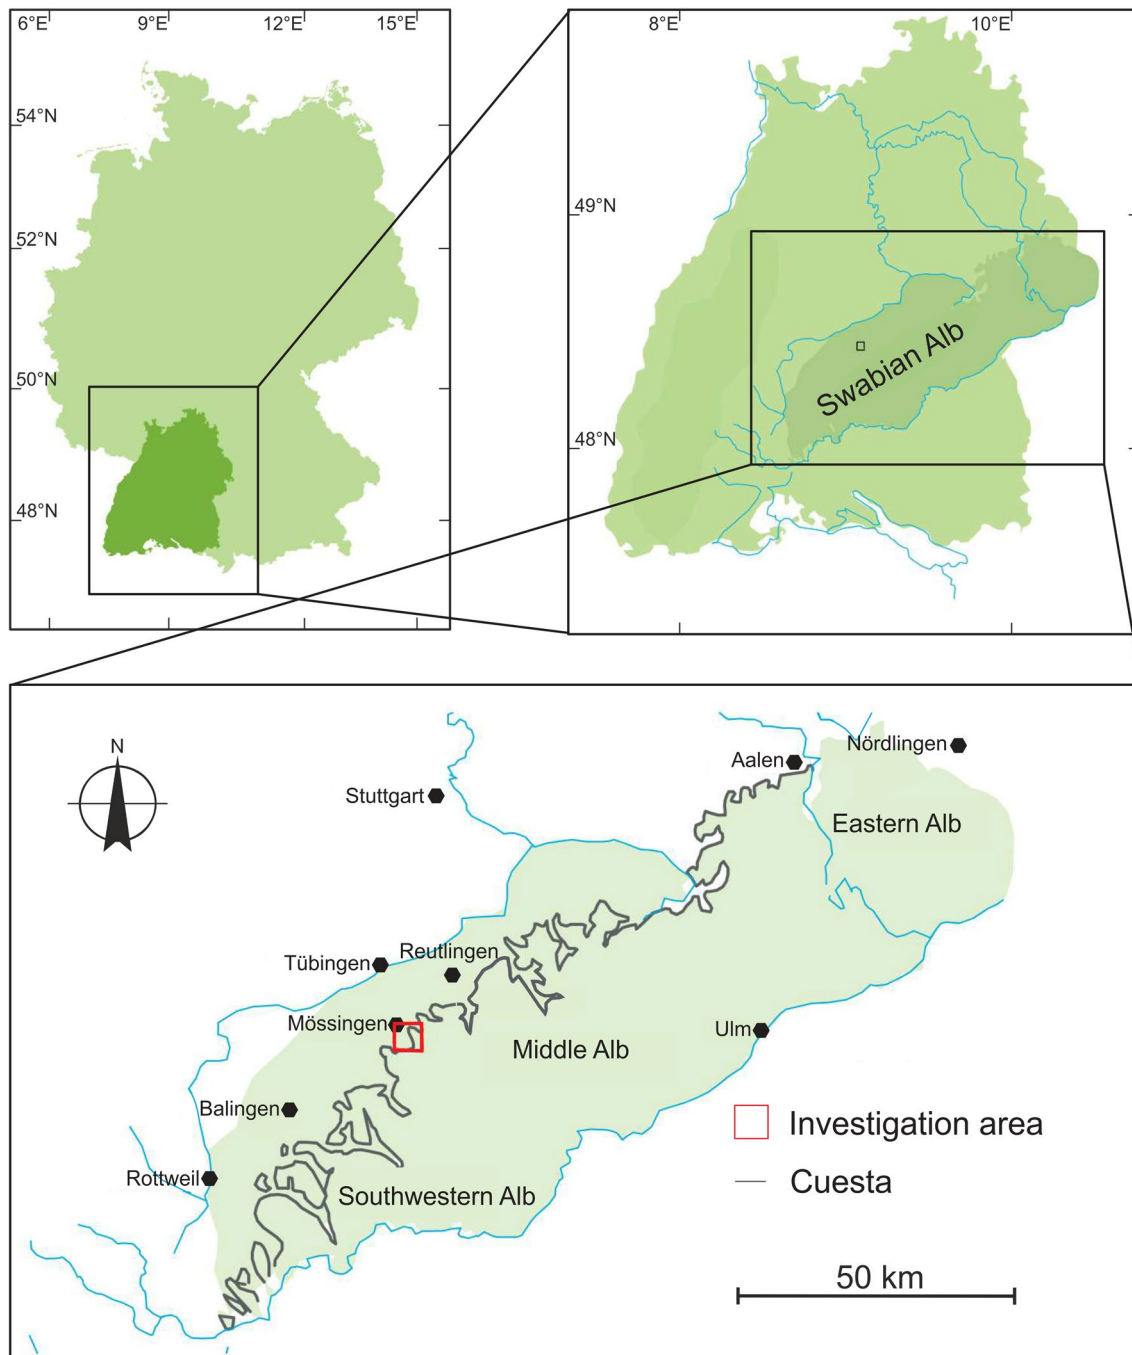 6°E 9°E 12°E 15°E
54°N
52°N
50°N
48°N
8°E 10°E
49°N
48°N
Swabian Alb
N
Stuttgart
Aalen
Nördlingen
Eastern Alb
Tübingen
Reutlingen
Mössingen
Ulm
Middle Alb
Balingen
Investigation area
Rottweil
Cuesta
Southwestern Alb
50 km